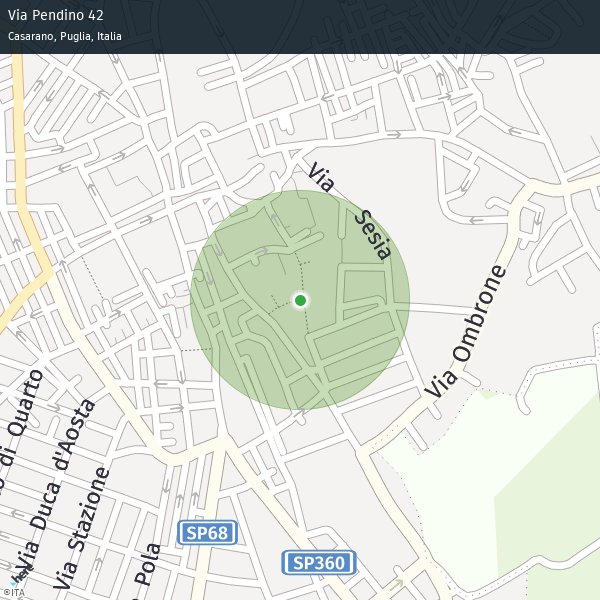 Via Pendino 42
Casarano, Puglia, Italia
Via Sesia
Via Ombrone
di Quarto
Via Duca d'Aosta
Via Stazione
Pola
SP68
SP360
here
©ITA